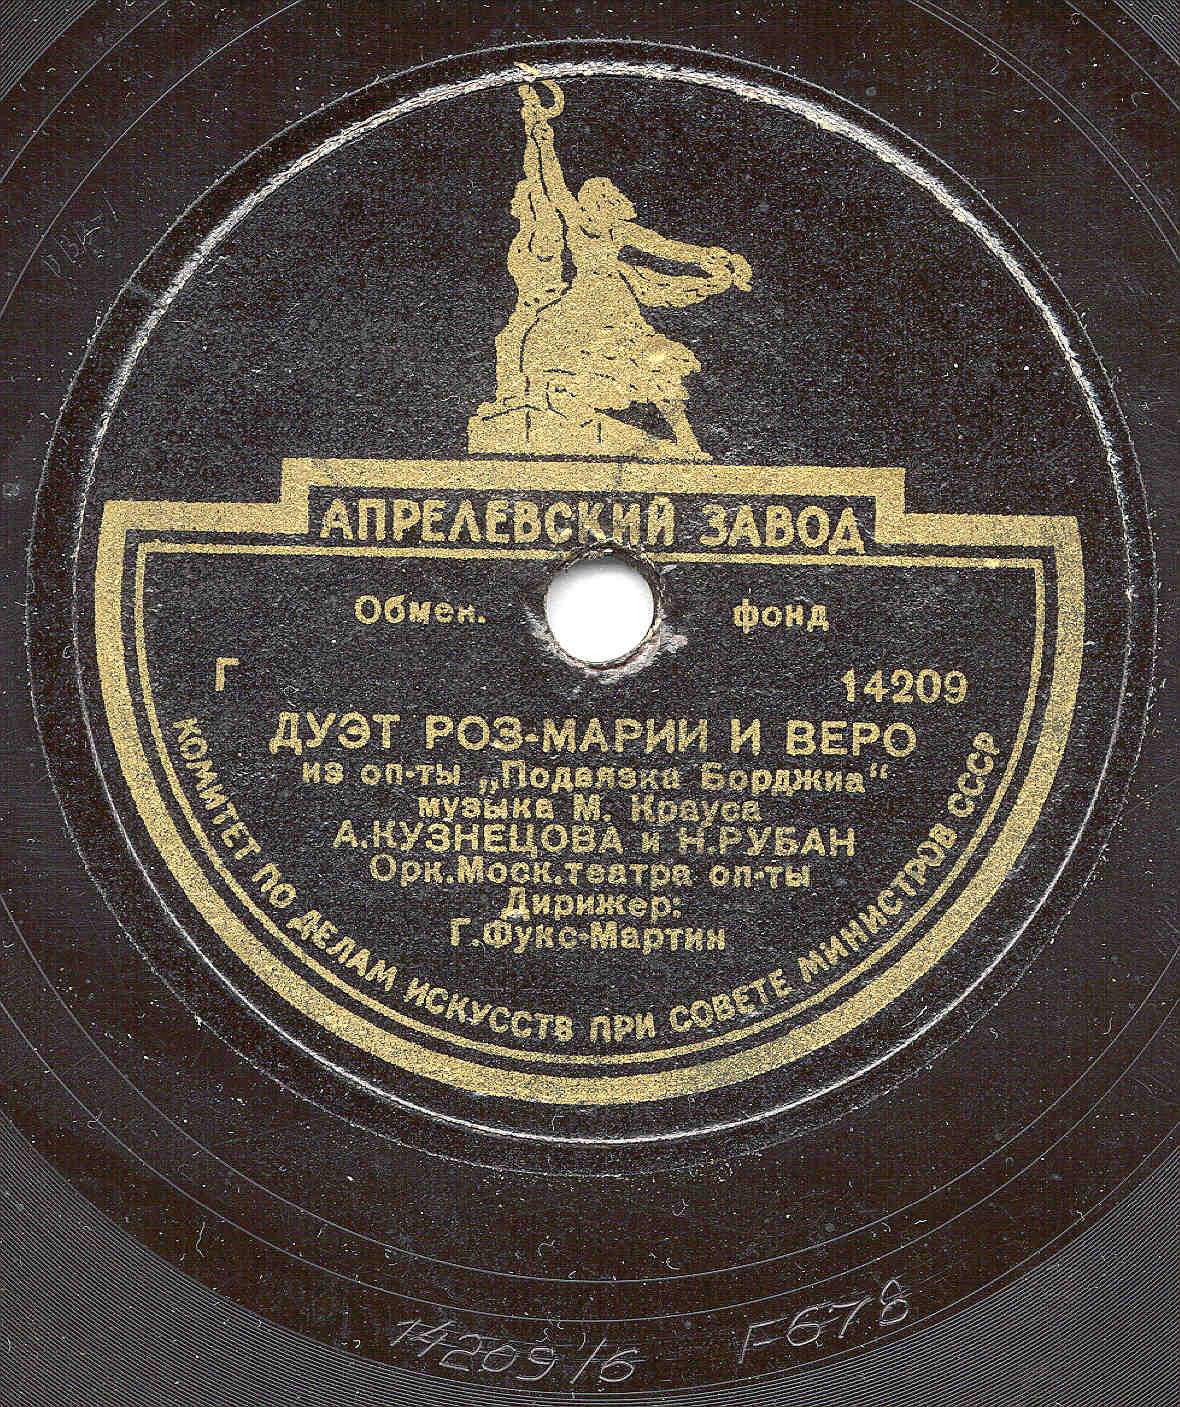 АПРЕЛЕВСКИЙ ЗАВОД
Обмен. фонд
Г 14209
ДУЭТ РОЗ-МАРИИ И ВЕРО
из оп-ты „Подвязка Борджиа“
музыка М. Крауса
А.КУЗНЕЦОВА и Н.РУБАН
Орк.Моск.театра оп-ты
Дирижер:
Г.Фукс-Мартин
КОМИТЕТ ПО ДЕЛАМ ИСКУССТВ ПРИ СОВЕТЕ МИНИСТРОВ СССР
14209/6 F678